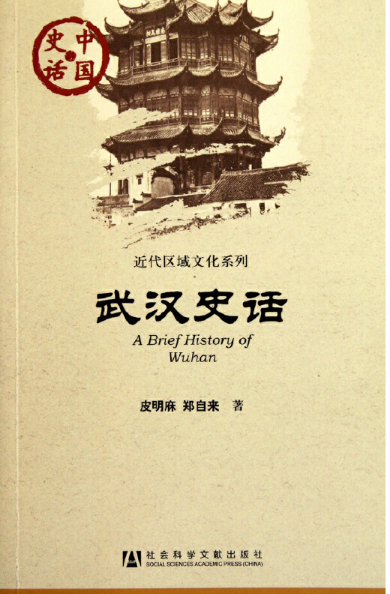 中国
史话
近代区域文化系列
武汉史话
A Brief History of
Wuhan
皮明庥 郑自来 著
社会科学文献出版社
SOCIAL SCIENCES ACADEMIC PRESS (CHINA)